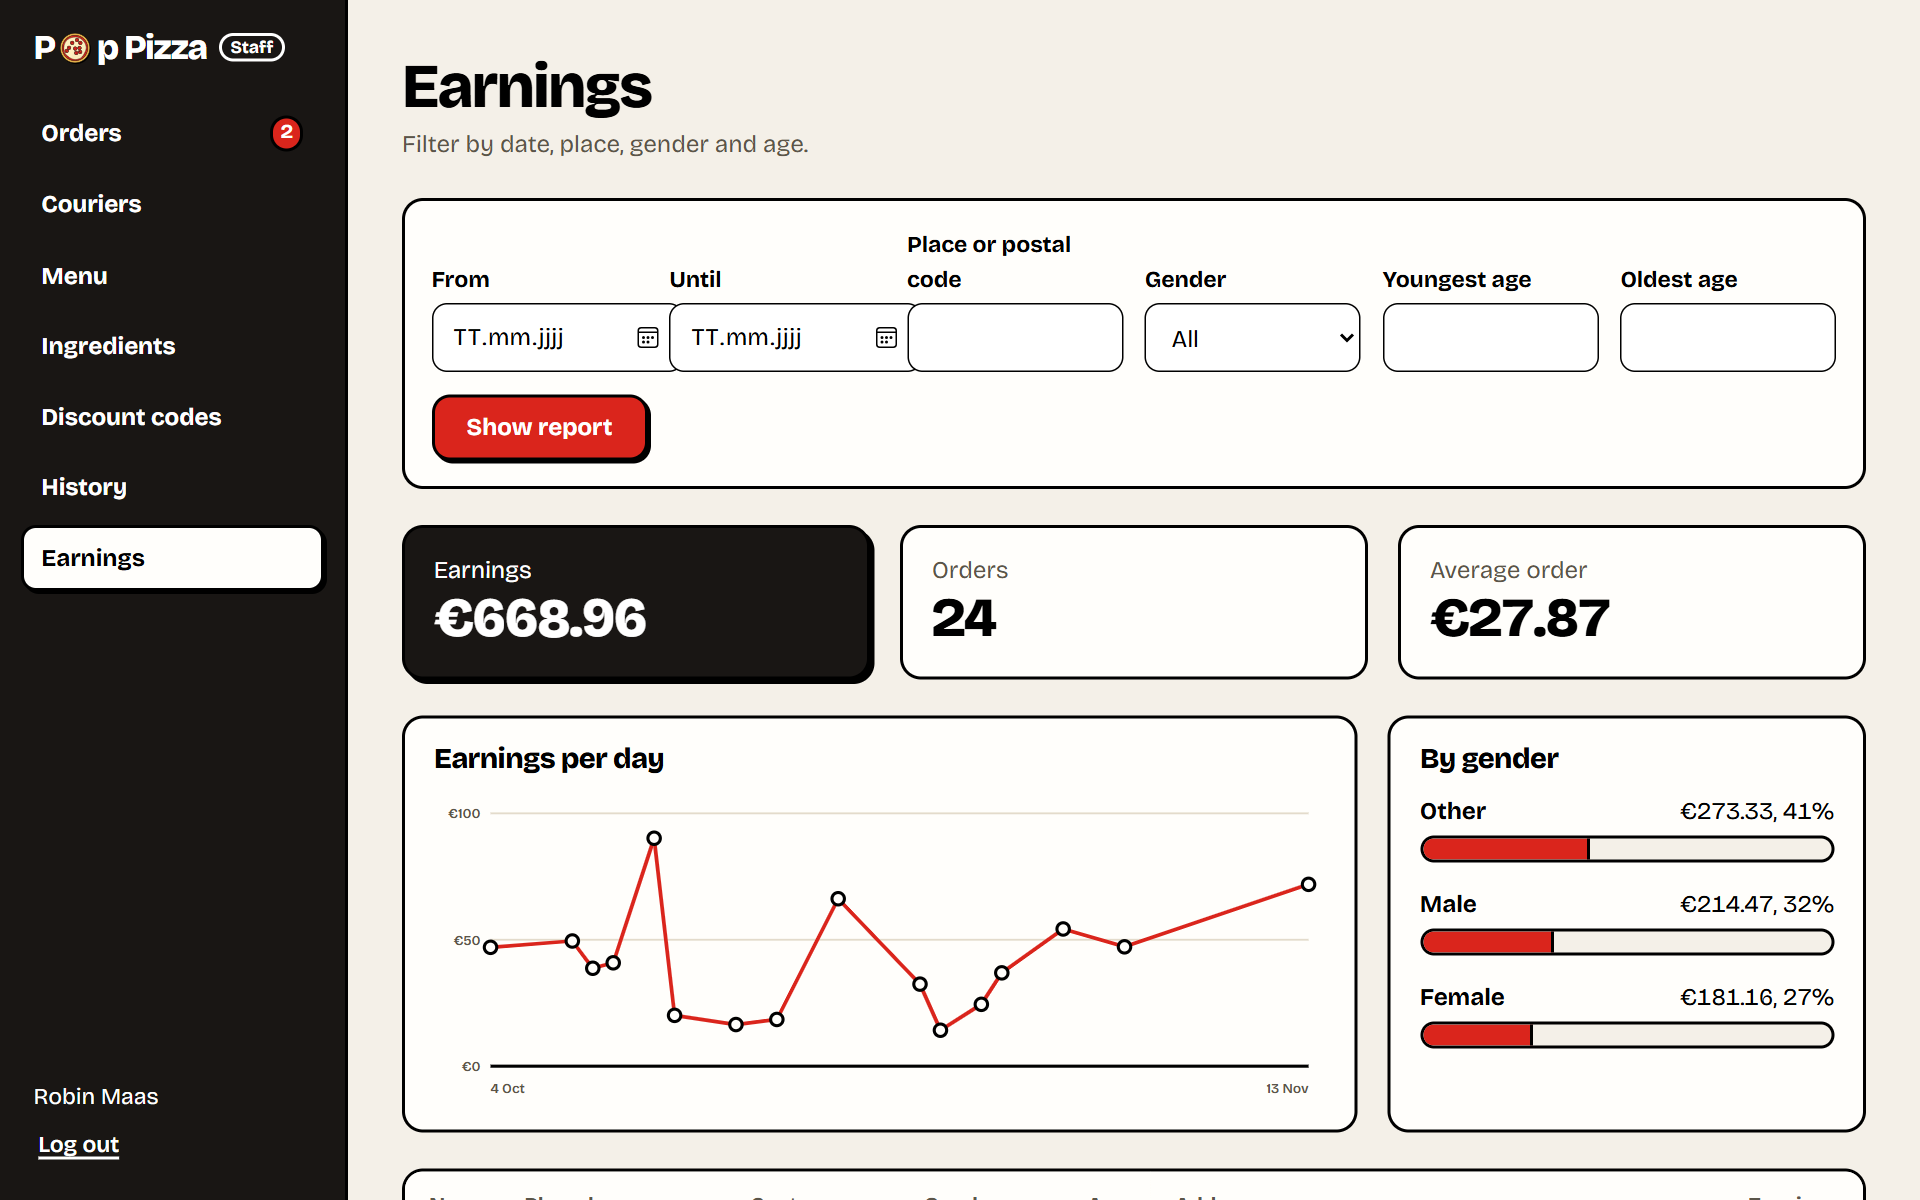 P p Pizza Staff
Orders 2
Couriers
Menu
Ingredients
Discount codes
History
Earnings
Robin Maas
Log out
Earnings
Filter by date, place, gender and age.
From
TT.mm.jjjj
Until
TT.mm.jjjj
Place or postal
code
Gender
All
Youngest age
Oldest age
Show report
Earnings
€668.96
Orders
24
Average order
€27.87
Earnings per day
€100
€50
€0
4 Oct
13 Nov
By gender
Other €273.33, 41%
Male €214.47, 32%
Female €181.16, 27%